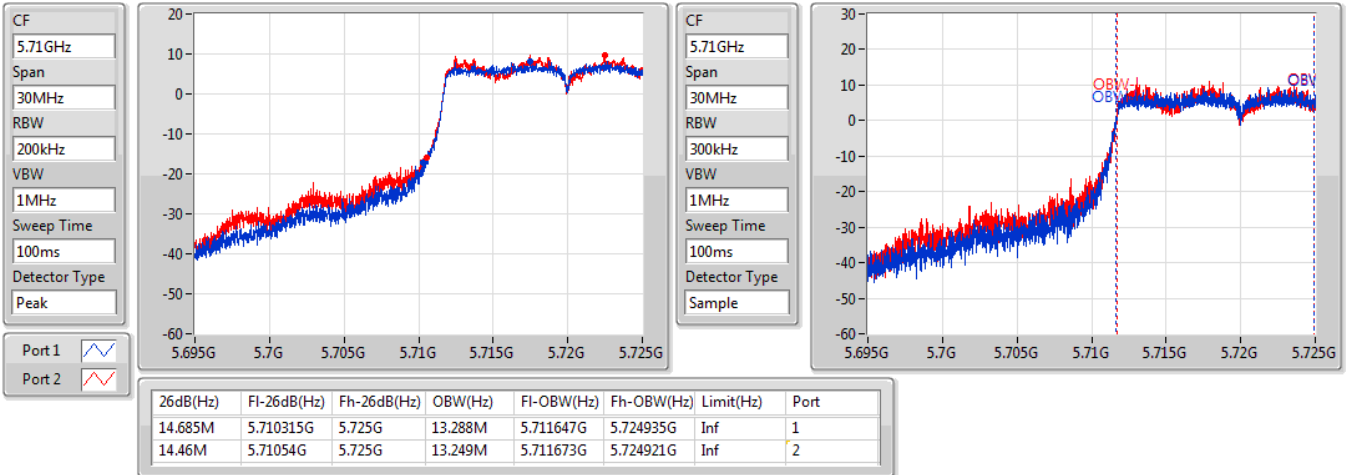 CF
5.71GHz
Span
30MHz
RBW
200kHz
VBW
1MHz
Sweep Time
100ms
Detector Type
Peak
Port 1
Port 2
20
10
0
-10
-20
-30
-40
-50
-60
5.695G 5.7G 5.705G 5.71G 5.715G 5.72G 5.725G
CF
5.71GHz
Span
30MHz
RBW
300kHz
VBW
1MHz
Sweep Time
100ms
Detector Type
Sample
30
20
10
0
-10
-20
-30
-40
-50
-60
OBW
OBW
OBW
5.695G 5.7G 5.705G 5.71G 5.715G 5.72G 5.725G
26dB(Hz) Fl-26dB(Hz) Fh-26dB(Hz) OBW(Hz) Fl-OBW(Hz) Fh-OBW(Hz) Limit(Hz) Port
14.685M 5.710315G 5.725G 13.288M 5.711647G 5.724935G Inf 1
14.46M 5.71054G 5.725G 13.249M 5.711673G 5.724921G Inf 2